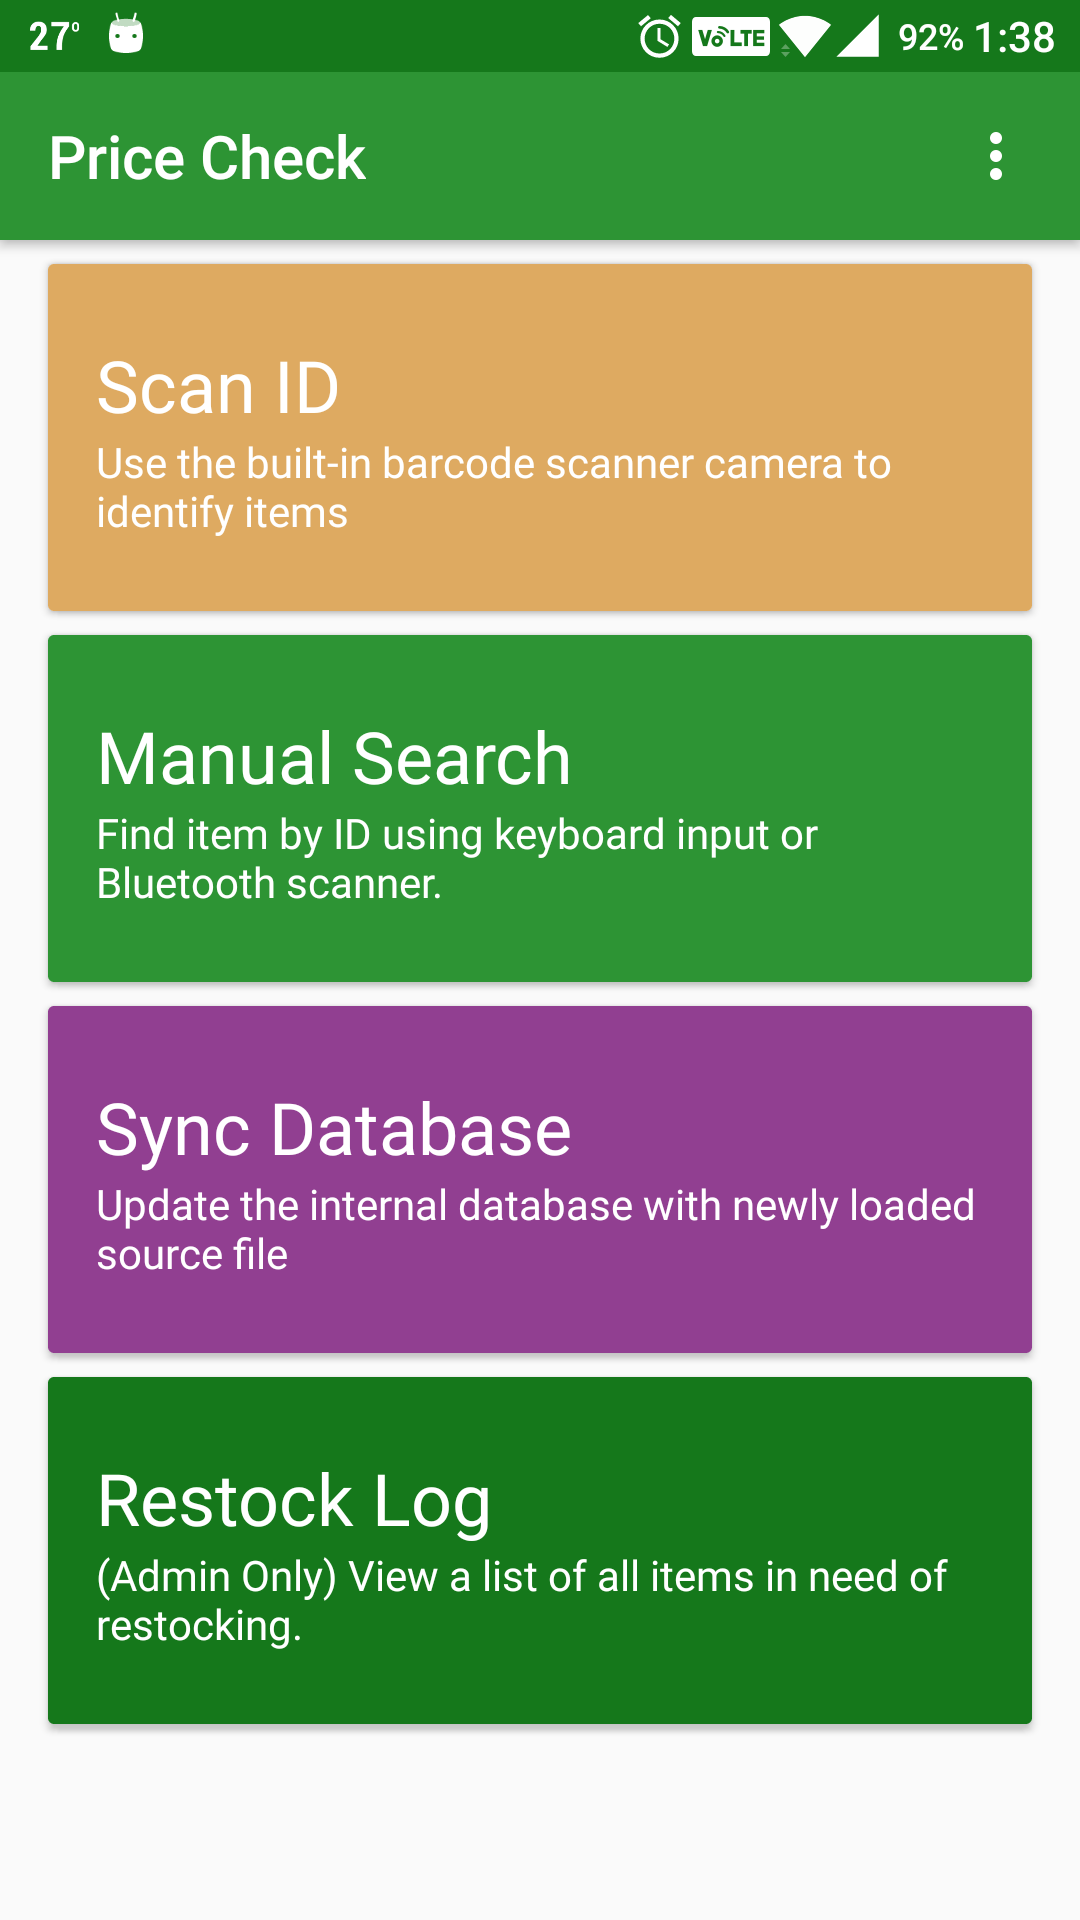 27° VoLTE 92% 1:38
Price Check
Scan ID
Use the built-in barcode scanner camera to
identify items
Manual Search
Find item by ID using keyboard input or
Bluetooth scanner.
Sync Database
Update the internal database with newly loaded
source file
Restock Log
(Admin Only) View a list of all items in need of
restocking.